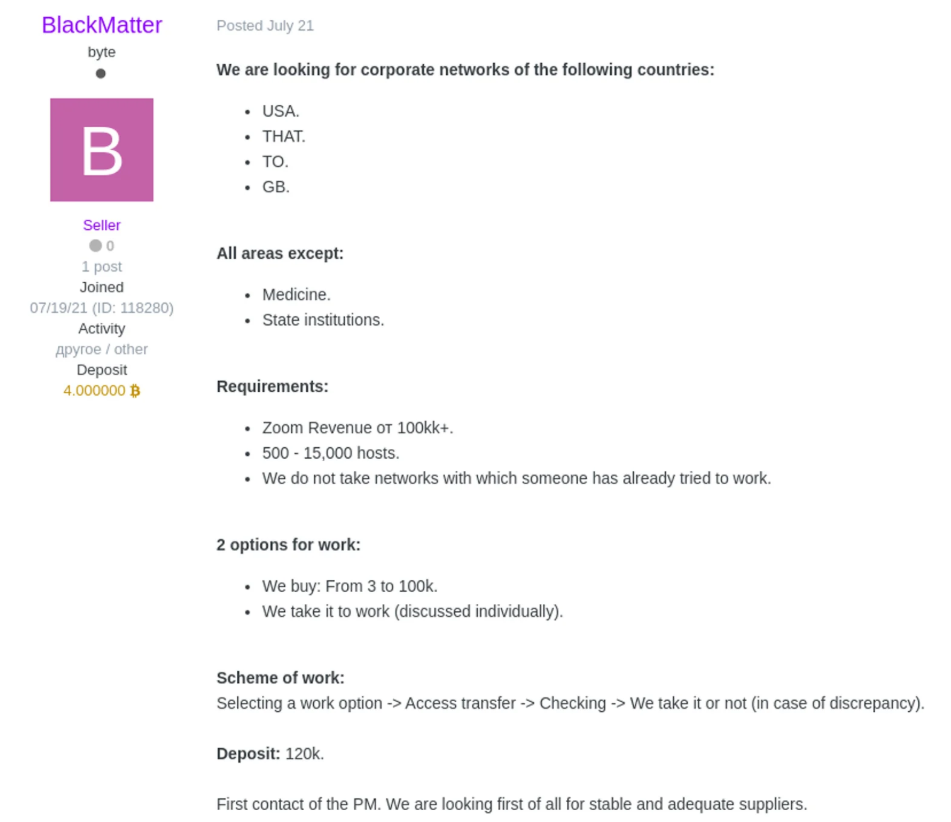 BlackMatter
byte
B
Seller
0
1 post
Joined
07/19/21 (ID: 118280)
Activity
другое / other
Deposit
4.000000 ₿
Posted July 21
We are looking for corporate networks of the following countries:
• USA.
• THAT.
• TO.
• GB.
All areas except:
• Medicine.
• State institutions.
Requirements:
• Zoom Revenue от 100kk+.
• 500 - 15,000 hosts.
• We do not take networks with which someone has already tried to work.
2 options for work:
• We buy: From 3 to 100k.
• We take it to work (discussed individually).
Scheme of work:
Selecting a work option -> Access transfer -> Checking -> We take it or not (in case of discrepancy).
Deposit: 120k.
First contact of the PM. We are looking first of all for stable and adequate suppliers.